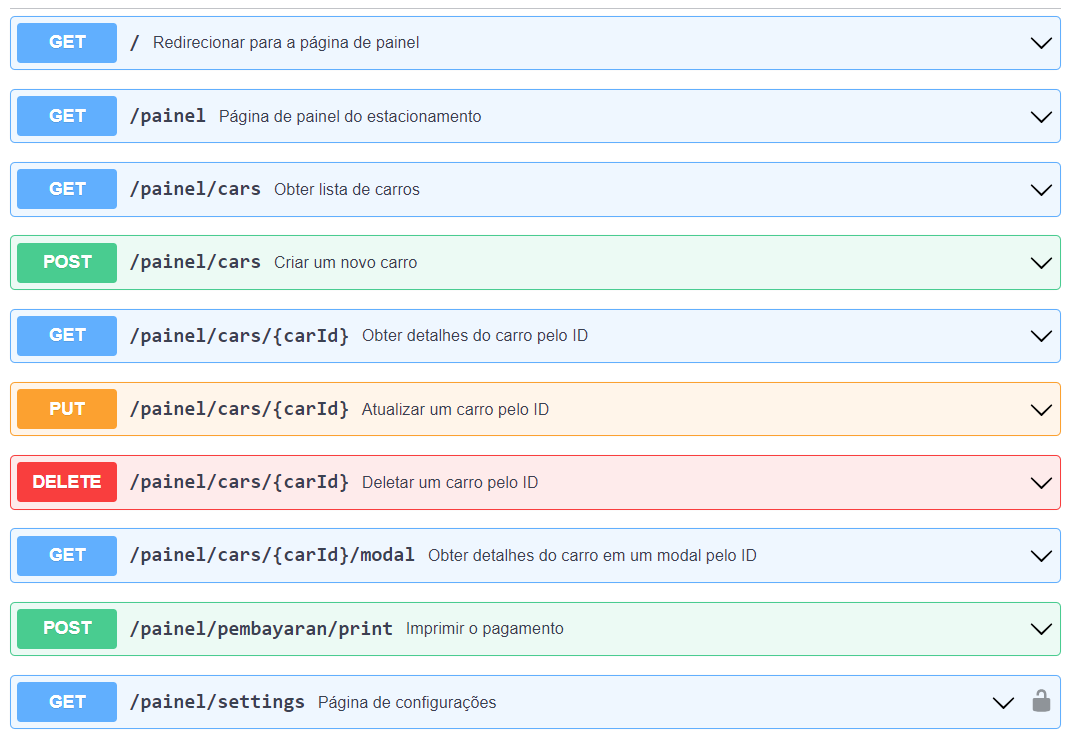 GET / Redirecionar para a página de painel
GET /painel Página de painel do estacionamento
GET /painel/cars Obter lista de carros
POST /painel/cars Criar um novo carro
GET /painel/cars/{carId} Obter detalhes do carro pelo ID
PUT /painel/cars/{carId} Atualizar um carro pelo ID
DELETE /painel/cars/{carId} Deletar um carro pelo ID
GET /painel/cars/{carId}/modal Obter detalhes do carro em um modal pelo ID
POST /painel/pembayaran/print Imprimir o pagamento
GET /painel/settings Página de configurações